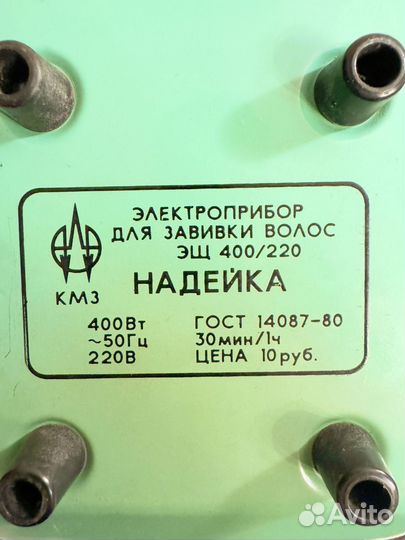 ЭЛЕКТРОПРИБОР
ДЛЯ ЗАВИВКИ ВОЛОС
ЭЩ 400/220
КМЗ
НАДЕЙКА
400Вт ГОСТ 14087-80
~50Гц 30мин/1ч
220В ЦЕНА 10руб.
Avito